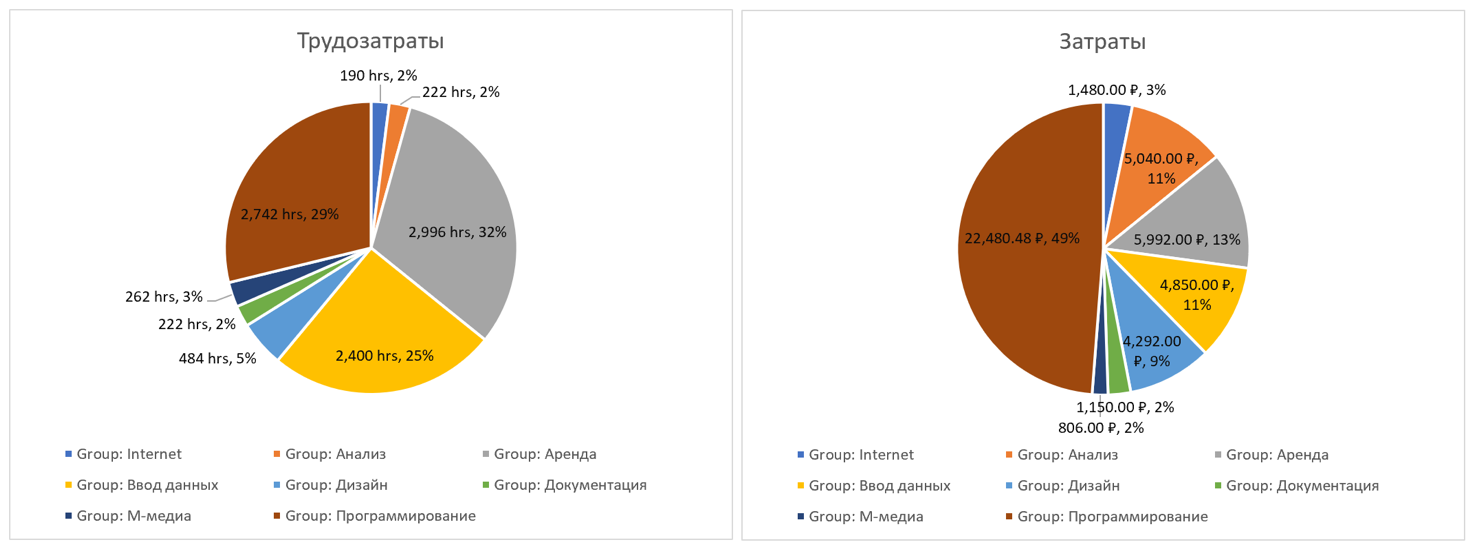 Трудозатраты
190 hrs, 2%
222 hrs, 2%
2,996 hrs, 32%
2,400 hrs, 25%
484 hrs, 5%
222 hrs, 2%
262 hrs, 3%
2,742 hrs, 29%
Group: Internet
Group: Анализ
Group: Аренда
Group: Ввод данных
Group: Дизайн
Group: Документация
Group: М-медиа
Group: Программирование
Затраты
1,480.00 ₽, 3%
5,040.00 ₽,
11%
5,992.00 ₽, 13%
4,850.00 ₽,
11%
4,292.00
₽, 9%
1,150.00 ₽, 2%
806.00 ₽, 2%
22,480.48 ₽, 49%
Group: Internet
Group: Анализ
Group: Аренда
Group: Ввод данных
Group: Дизайн
Group: Документация
Group: М-медиа
Group: Программирование